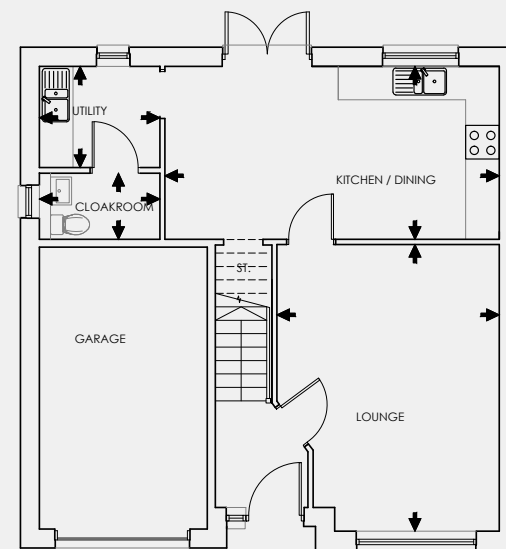 UTILITY
KITCHEN / DINING
CLOAKROOM
ST.
GARAGE
LOUNGE